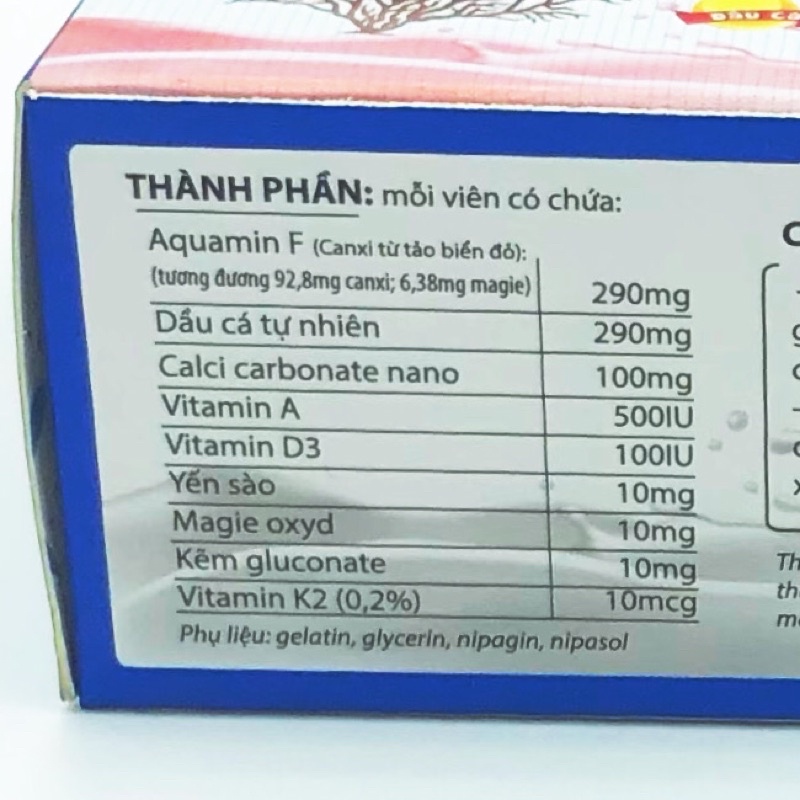 DẦU CÁ
THÀNH PHẦN: mỗi viên có chứa:
Aquamin F (Canxi từ tảo biển đỏ):
(tương đương 92,8mg canxi; 6,38mg magie) 290mg
Dầu cá tự nhiên 290mg
Calci carbonate nano 100mg
Vitamin A 500IU
Vitamin D3 100IU
Yến sào 10mg
Magie oxyd 10mg
Kẽm gluconate 10mg
Vitamin K2 (0,2%) 10mcg
Phụ liệu: gelatin, glycerin, nipagin, nipasol